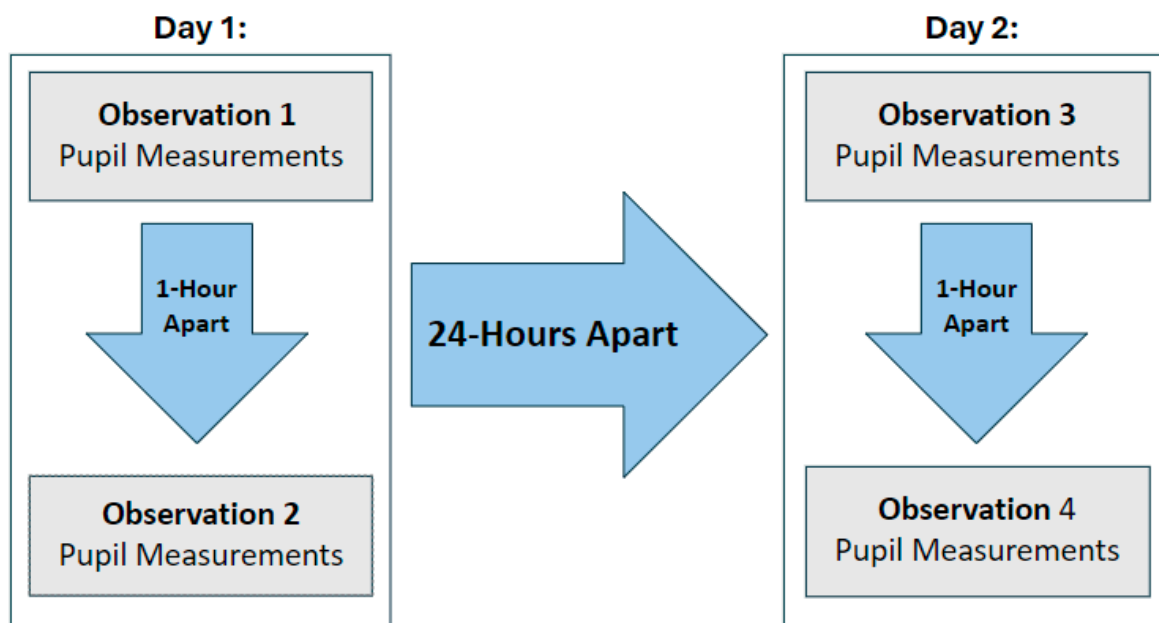 Day 1:
Observation 1
Pupil Measurements
1-Hour
Apart
Observation 2
Pupil Measurements
24-Hours Apart
Day 2:
Observation 3
Pupil Measurements
1-Hour
Apart
Observation 4
Pupil Measurements